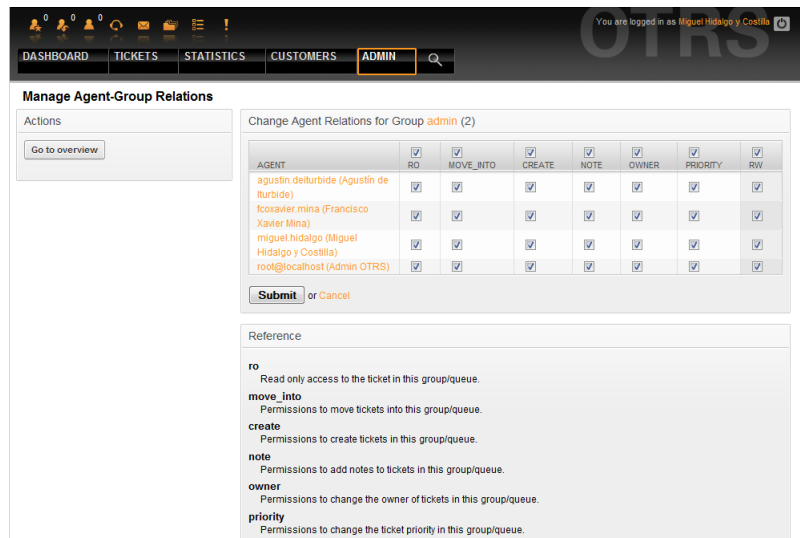 0 0 0
You are logged in as Miguel Hidalgo y Costilla
OTRS
DASHBOARD TICKETS STATISTICS CUSTOMERS ADMIN
Manage Agent-Group Relations
Actions
Go to overview
Change Agent Relations for Group admin (2)
AGENT RO MOVE_INTO CREATE NOTE OWNER PRIORITY RW
agustin.deiturbide (Agustín de
Iturbide)
fcoxavier.mina (Francisco
Xavier Mina)
miguel.hidalgo (Miguel
Hidalgo y Costilla)
root@localhost (Admin OTRS)
Submit or Cancel
Reference
ro
Read only access to the ticket in this group/queue.
move_into
Permissions to move tickets into this group/queue.
create
Permissions to create tickets in this group/queue.
note
Permissions to add notes to tickets in this group/queue.
owner
Permissions to change the owner of tickets in this group/queue.
priority
Permissions to change the ticket priority in this group/queue.